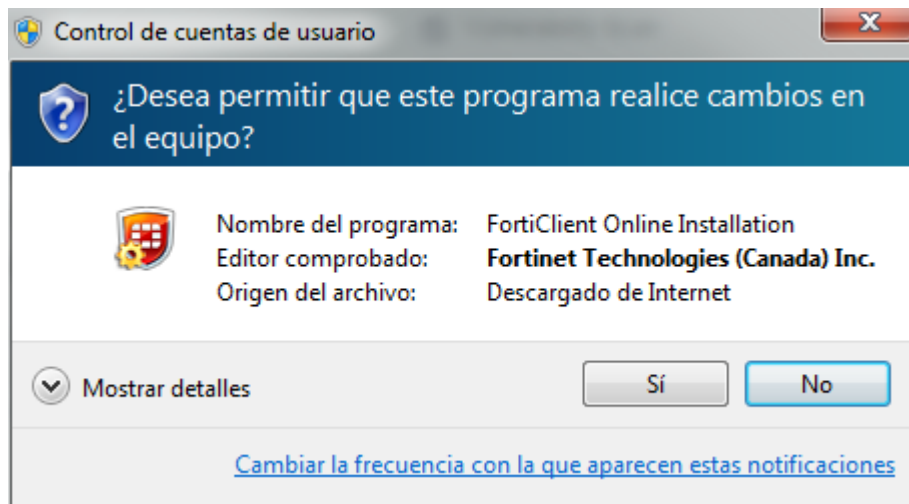 Control de cuentas de usuario
¿Desea permitir que este programa realice cambios en
el equipo?
Nombre del programa: FortiClient Online Installation
Editor comprobado: Fortinet Technologies (Canada) Inc.
Origen del archivo: Descargado de Internet
Mostrar detalles Sí No
Cambiar la frecuencia con la que aparecen estas notificaciones